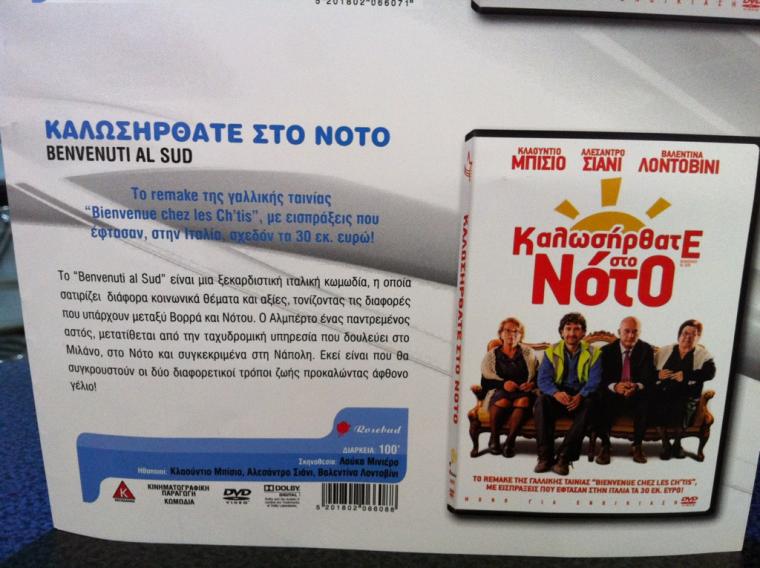 5 201802 066071
ΚΑΛΩΣΗΡΘΑΤΕ ΣΤΟ ΝΟΤΟ
BENVENUTI AL SUD
Το remake της γαλλικής ταινίας
"Bienvenue chez les Ch'tis", με εισπράξεις που
έφτασαν, στην Ιταλία, σχεδόν τα 30 εκ. ευρώ!
Το "Benvenuti al Sud" είναι μια ξεκαρδιστική ιταλική κωμωδία, η οποία
σατιρίζει διάφορα κοινωνικά θέματα και αξίες, τονίζοντας τις διαφορές
που υπάρχουν μεταξύ Βορρά και Νότου. Ο Αλμπέρτο ένας παντρεμένος
αστός, μετατίθεται από την ταχυδρομική υπηρεσία που δουλεύει στο
Μιλάνο, στο Νότο και συγκεκριμένα στη Νάπολη. Εκεί είναι που θα
συγκρουστούν οι δύο διαφορετικοί τρόποι ζωής προκαλώντας άφθονο
γέλιο!
Rosebud
ΔΙΑΡΚΕΙΑ: 100'
Σκηνοθεσία: Λούκα Μινιέρο
Ηθοποιοί: Κλαούντιο Μπίσιο, Αλεσάντρο Σιάνι, Βαλεντίνα Λοντοβίνι
Κ
ΚΙΝΗΜΑΤΟΓΡΑΦΙΚΗ
ΠΑΡΑΓΩΓΗ
ΚΩΜΩΔΙΑ
DVD
VIDEO
DOLBY
DIGITAL
5 201802 066088
ΚΛΑΟΥΝΤΙΟ
ΜΠΙΣΙΟ
ΑΛΕΣΑΝΤΡΟ
ΣΙΑΝΙ
ΒΑΛΕΝΤΙΝΑ
ΛΟΝΤΟΒΙΝΙ
ΚαλωσήρθατΕ
στο
ΝότΟ
ΚΑΛΩΣΗΡΘΑΤΕ ΣΤΟ ΝΟΤΟ
ΤΟ REMAKE ΤΗΣ ΓΑΛΛΙΚΗΣ ΤΑΙΝΙΑΣ "BIENVENUE CHEZ LES CH'TIS",
ΜΕ ΕΙΣΠΡΑΞΕΙΣ ΠΟΥ ΕΦΤΑΣΑΝ ΣΤΗΝ ΙΤΑΛΙΑ ΤΑ 30 ΕΚ. ΕΥΡΩ!
ΜΟΝΟ ΓΙΑ ΕΝΟΙΚΙΑΣΗ
DVD